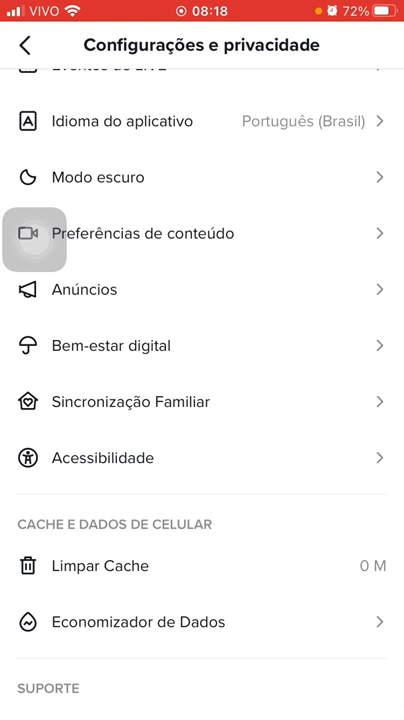 VIVO 08:18 72%
Configurações e privacidade
Idioma do aplicativo Português (Brasil)
Modo escuro
Preferências de conteúdo
Anúncios
Bem-estar digital
Sincronização Familiar
Acessibilidade
CACHE E DADOS DE CELULAR
Limpar Cache 0 M
Economizador de Dados
SUPORTE